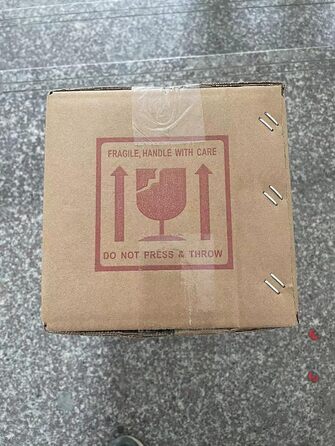 FRAGILE, HANDLE WITH CARE
DO NOT PRESS & THROW